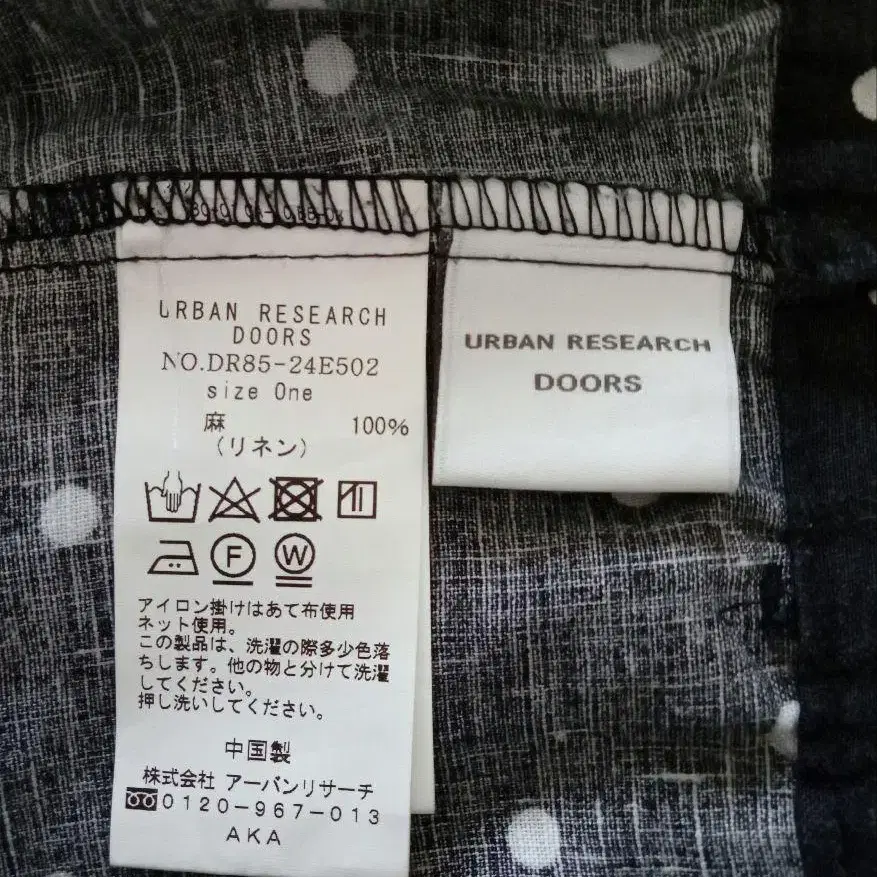 URBAN RESEARCH
DOORS
NO.DR85-24E502
size One
麻 100%
(リネン)
F W
アイロン掛けはあて布使用
ネット使用。
この製品は、洗濯の際多少色落
ちします。他の物と分けて洗濯
してください。
押し洗いしてください。
中国製
株式会社 アーバンリサーチ
0120-967-013
AKA
URBAN RESEARCH
DOORS